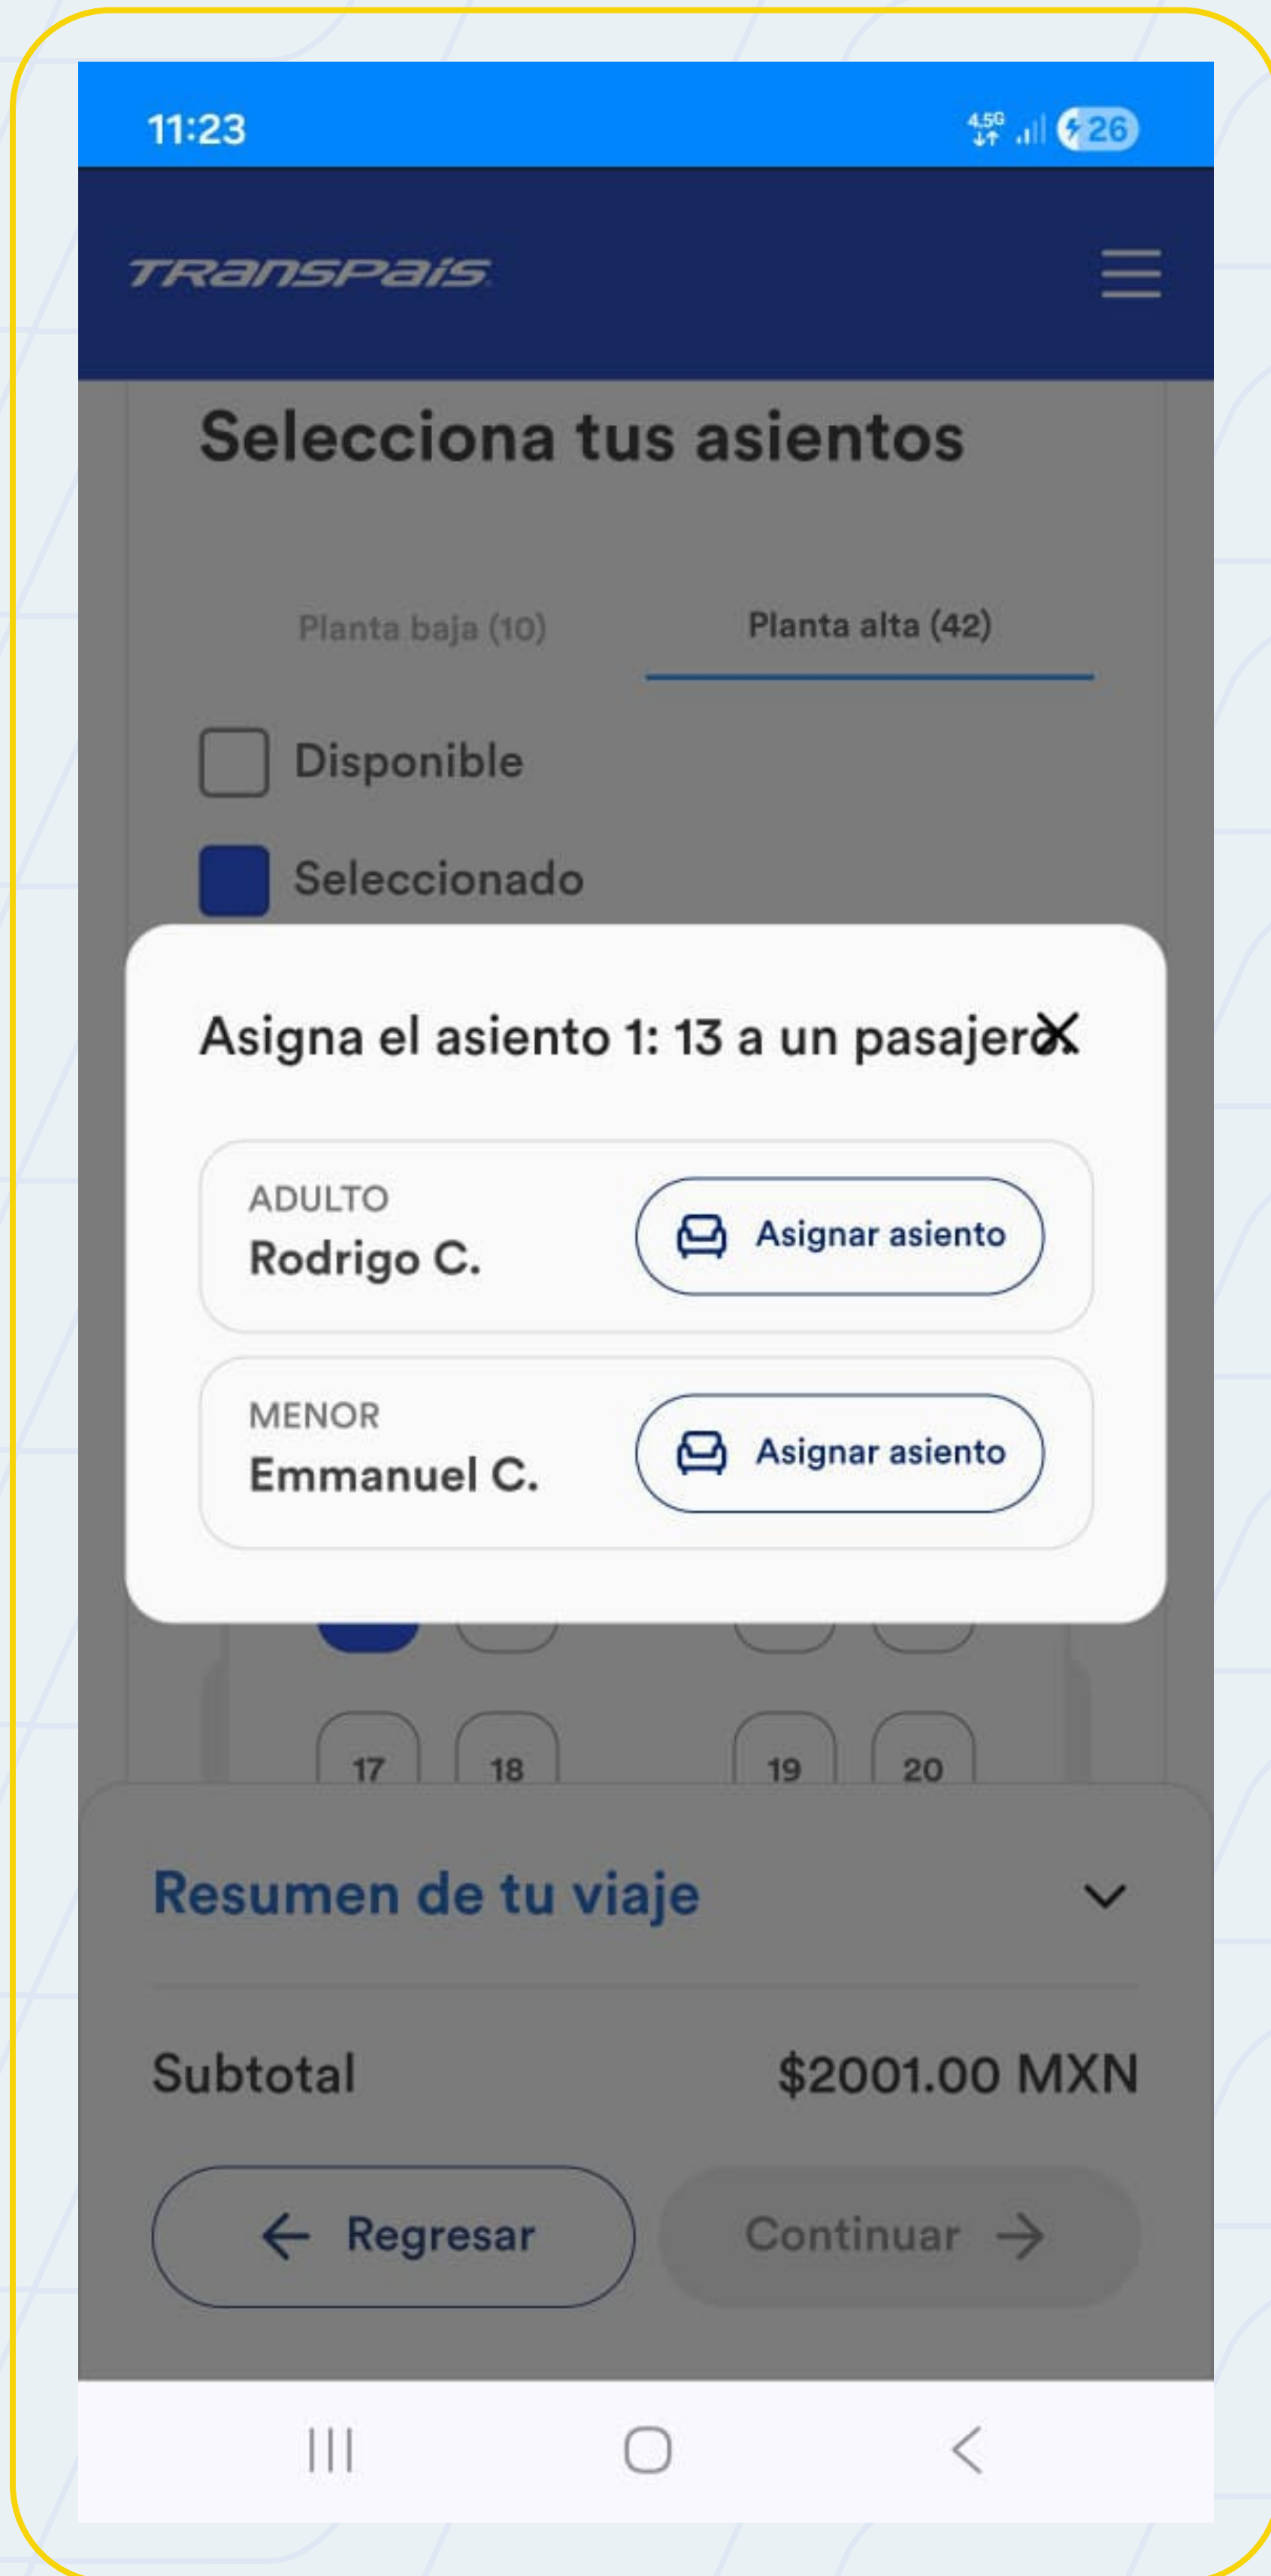 11:23
4.5G 26
TRANSPAIS
Selecciona tus asientos
Planta baja (10) Planta alta (42)
Disponible
Seleccionado
Asigna el asiento 1: 13 a un pasajero.
ADULTO
Rodrigo C.
Asignar asiento
MENOR
Emmanuel C.
Asignar asiento
17 18 19 20
Resumen de tu viaje
Subtotal $2001.00 MXN
Regresar Continuar